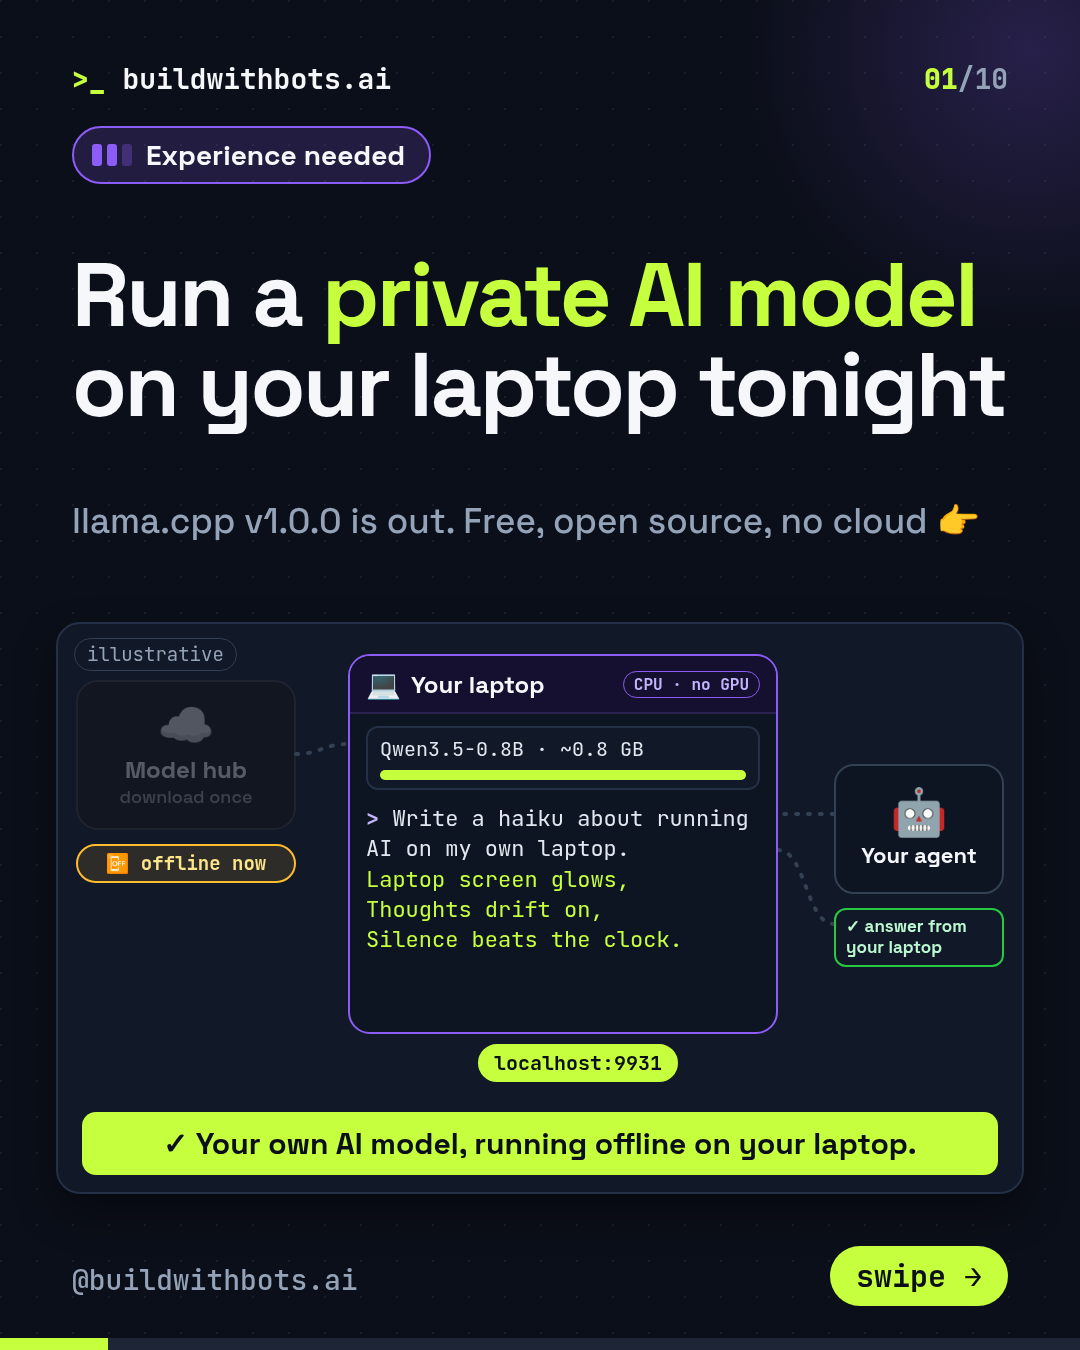 >_ buildwithbots.ai
01/10
Experience needed
Run a private AI model
on your laptop tonight
llama.cpp v1.0.0 is out. Free, open source, no cloud 👉
illustrative
Model hub
download once
📴 offline now
💻 Your laptop
CPU · no GPU
Qwen3.5-0.8B · ~0.8 GB
> Write a haiku about running
AI on my own laptop.
Laptop screen glows,
Thoughts drift on,
Silence beats the clock.
localhost:9931
Your agent
✓ answer from
your laptop
✓ Your own AI model, running offline on your laptop.
@buildwithbots.ai
swipe →